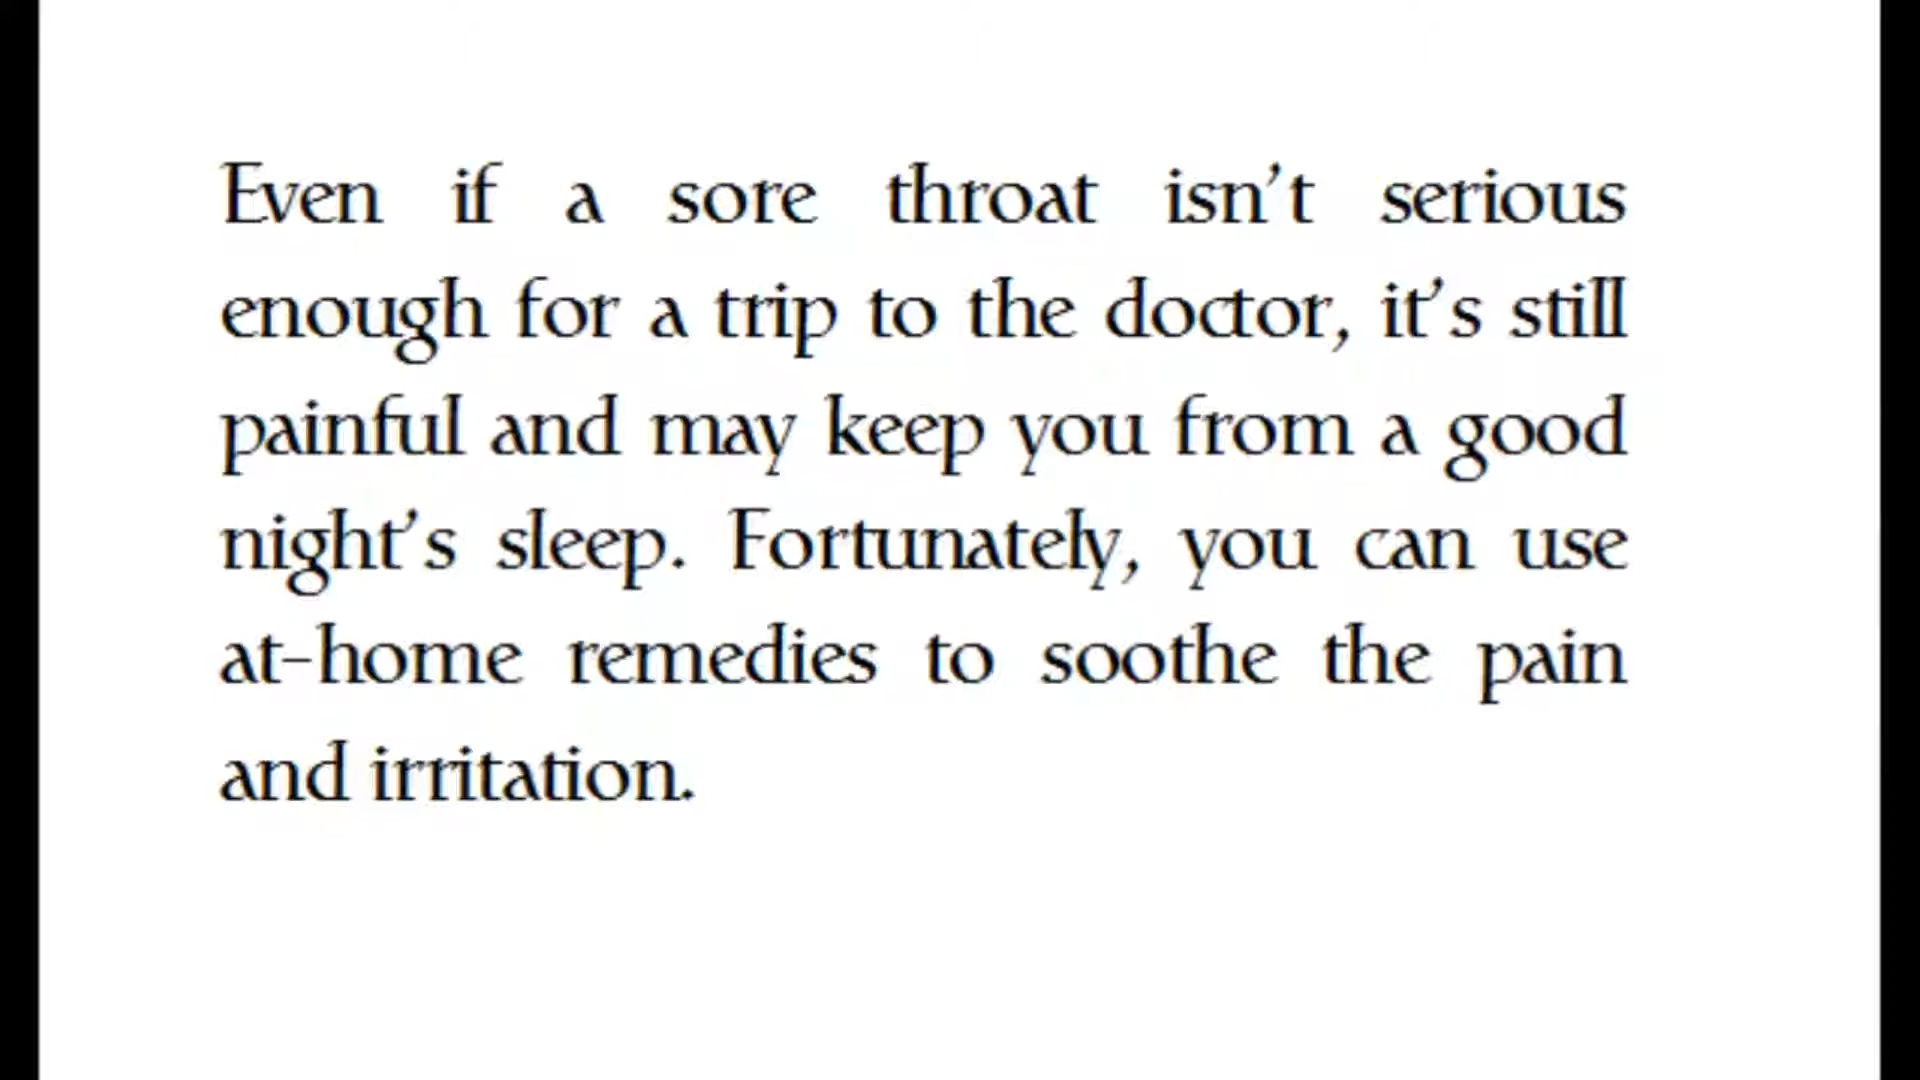 Even if a sore throat isn’t serious
enough for a trip to the doctor, it’s still
painful and may keep you from a good
night’s sleep. Fortunately, you can use
at-home remedies to soothe the pain
and irritation.